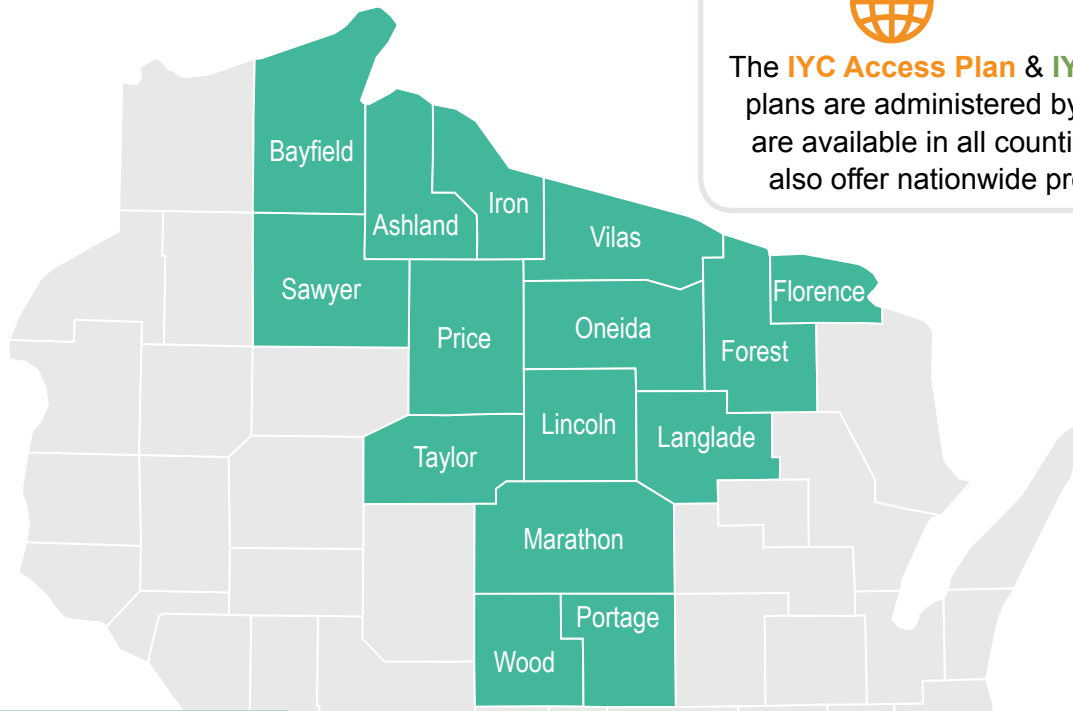 The IYC Access Plan & IY
plans are administered by
are available in all counti
also offer nationwide pr
Bayfield
Ashland
Iron
Vilas
Sawyer
Price
Oneida
Florence
Forest
Lincoln
Langlade
Taylor
Marathon
Portage
Wood